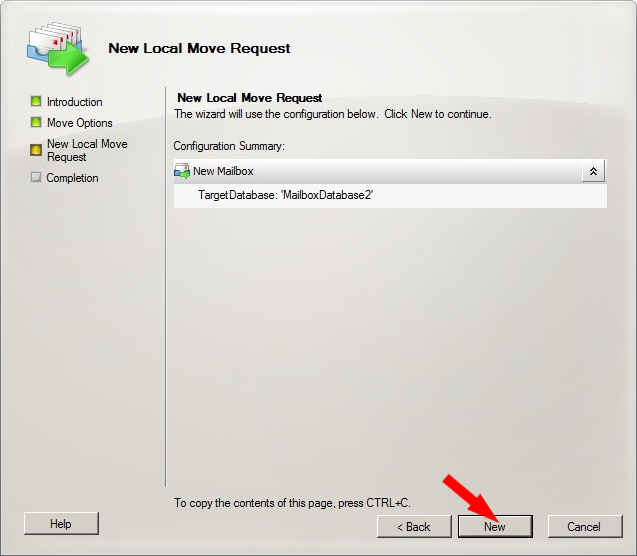 New Local Move Request
Introduction
Move Options
New Local Move
Request
Completion
New Local Move Request
The wizard will use the configuration below.  Click New to continue.
Configuration Summary:
New Mailbox
TargetDatabase: 'MailboxDatabase2'
To copy the contents of this page, press CTRL+C.
Help
< Back
New
Cancel